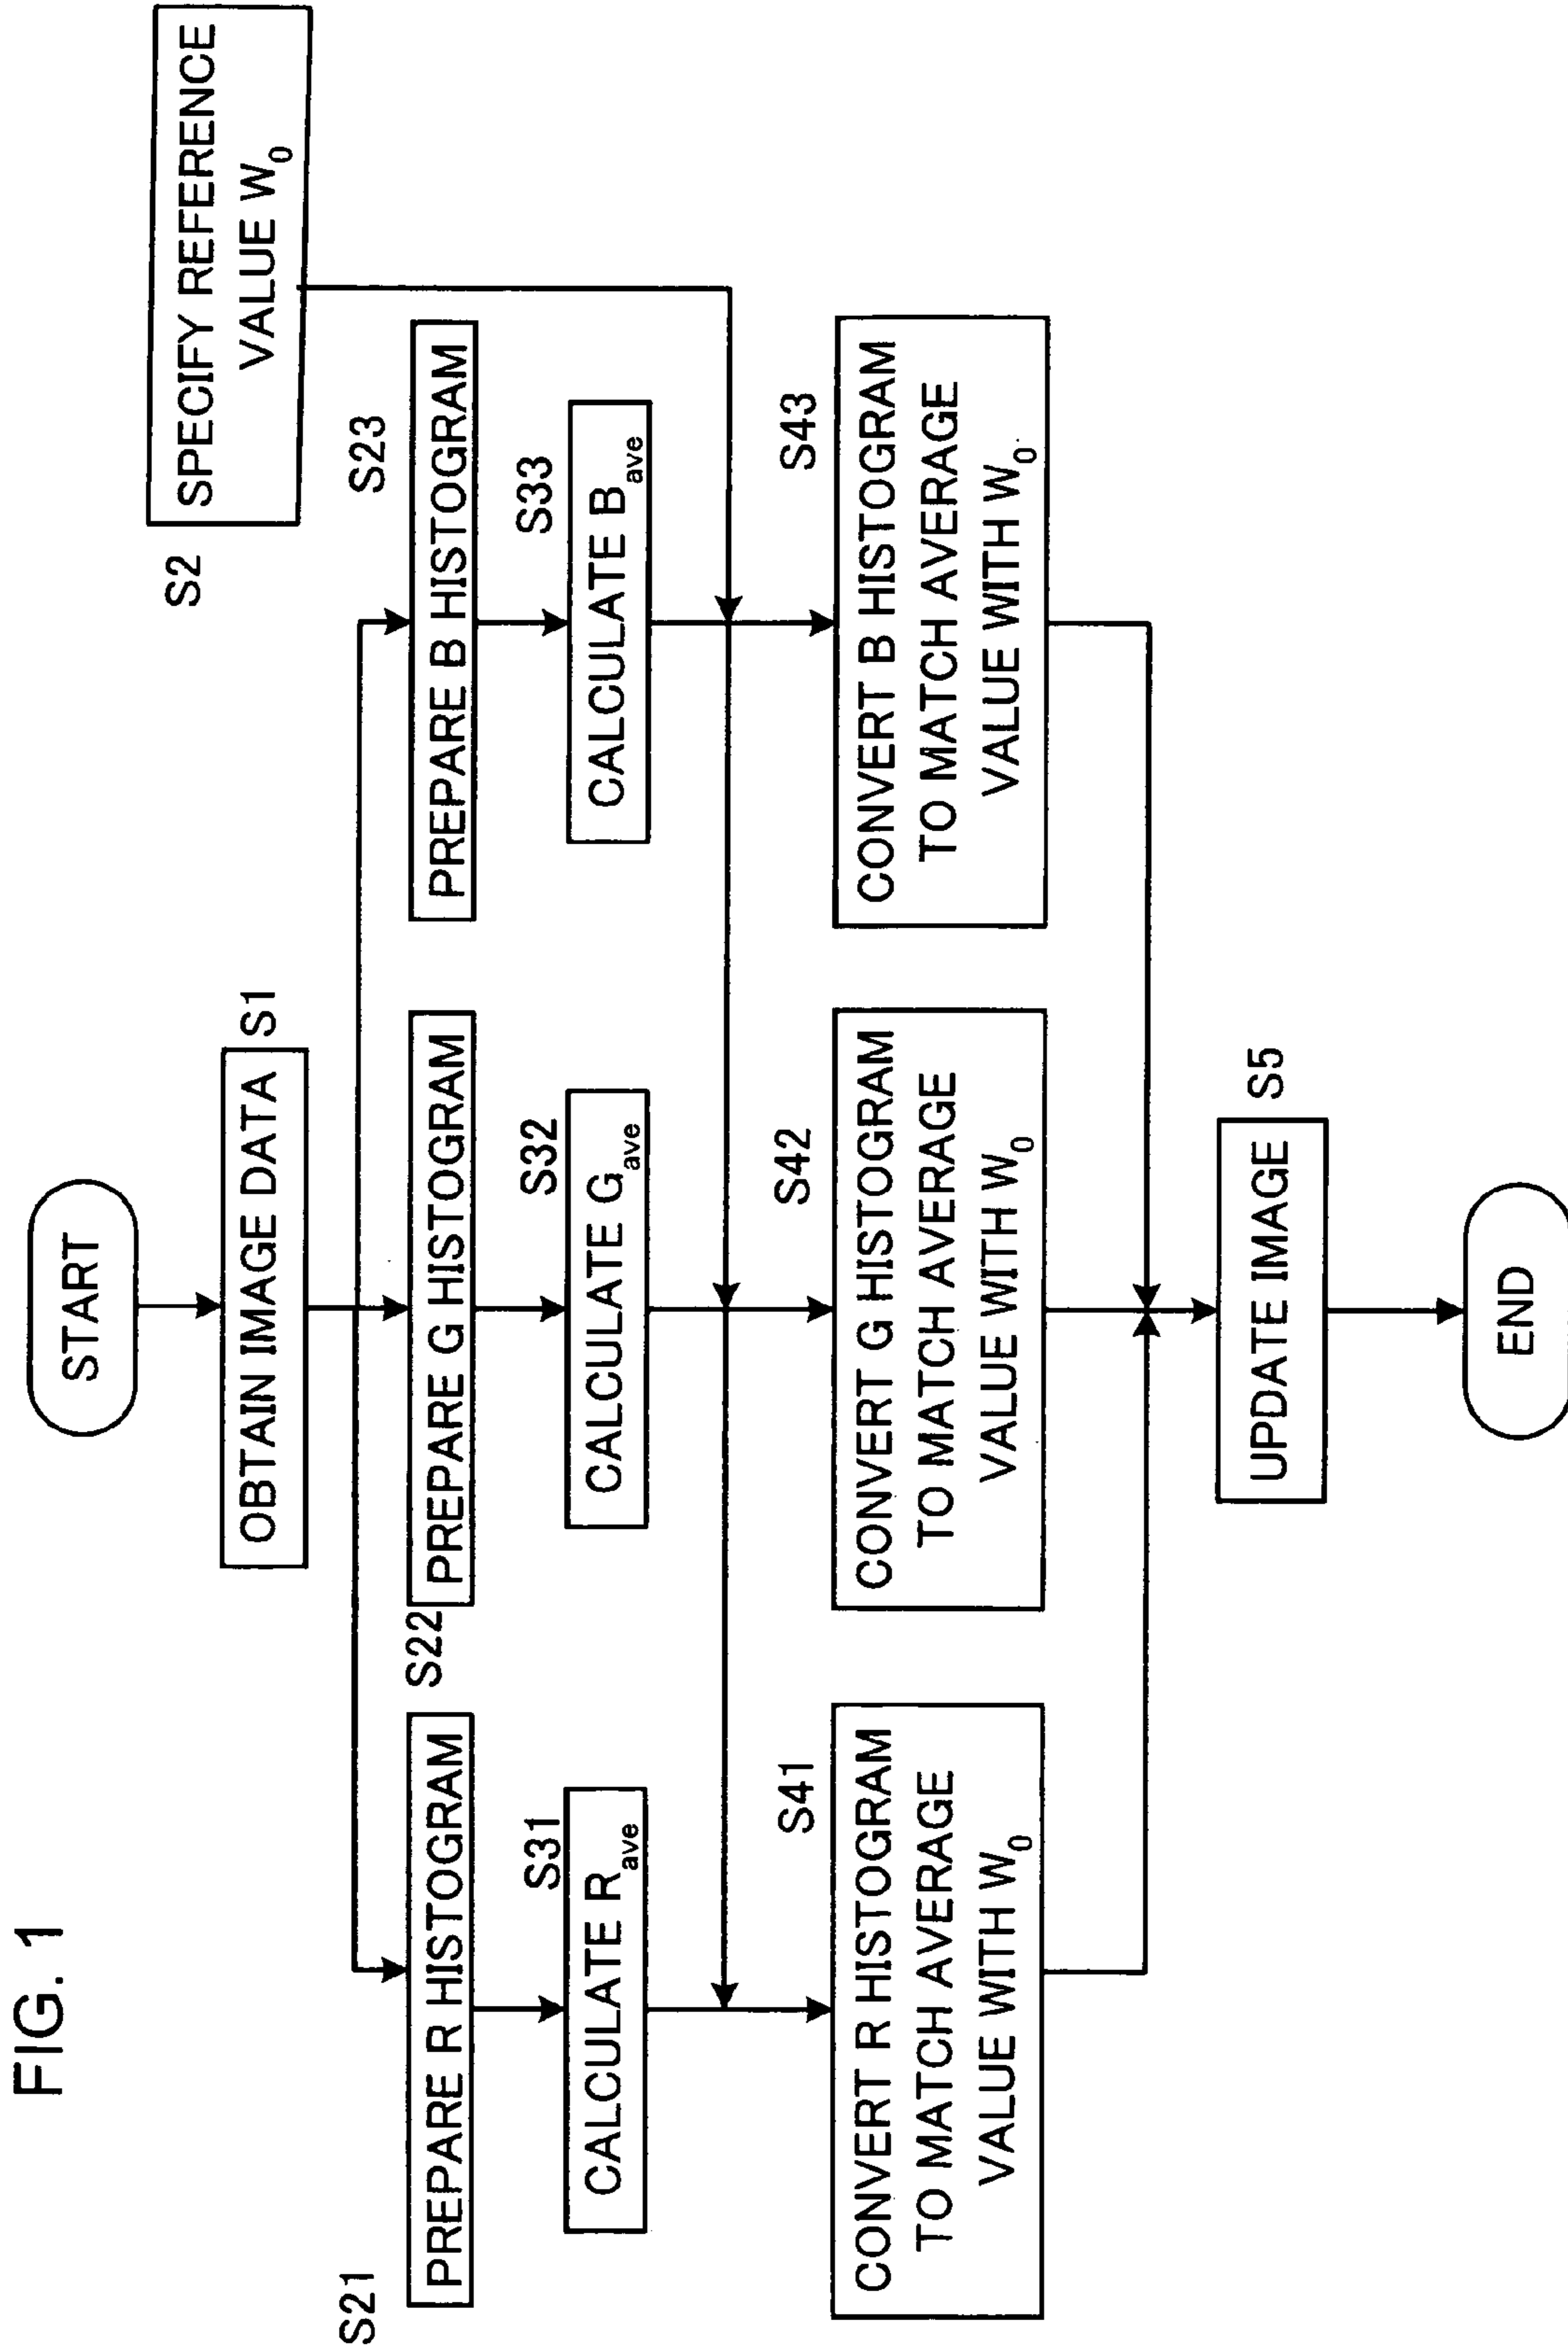 FIG. 1
START
OBTAIN IMAGE DATA
S1
S2
SPECIFY REFERENCE
VALUE W₀
S21
PREPARE R HISTOGRAM
S22
PREPARE G HISTOGRAM
S23
PREPARE B HISTOGRAM
S31
CALCULATE Rave
S32
CALCULATE Gave
S33
CALCULATE Bave
S41
CONVERT R HISTOGRAM
TO MATCH AVERAGE
VALUE WITH W₀
S42
CONVERT G HISTOGRAM
TO MATCH AVERAGE
VALUE WITH W₀
S43
CONVERT B HISTOGRAM
TO MATCH AVERAGE
VALUE WITH W₀
S5
UPDATE IMAGE
END